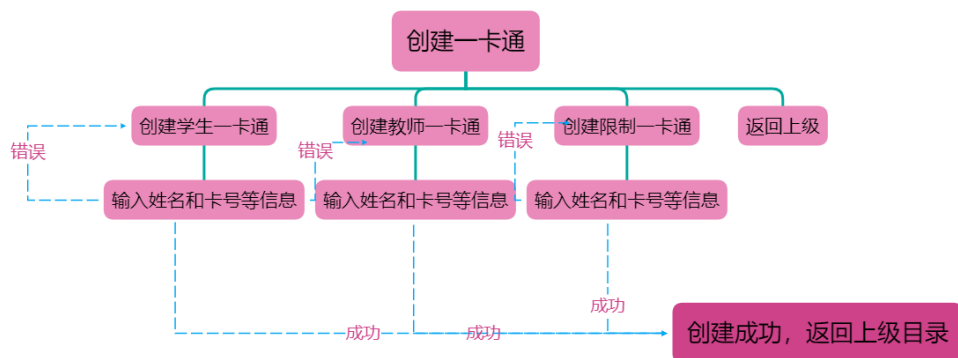 创建一卡通
创建学生一卡通
创建教师一卡通
创建限制一卡通
返回上级
错误
错误
错误
输入姓名和卡号等信息
输入姓名和卡号等信息
输入姓名和卡号等信息
成功
成功
成功
创建成功，返回上级目录